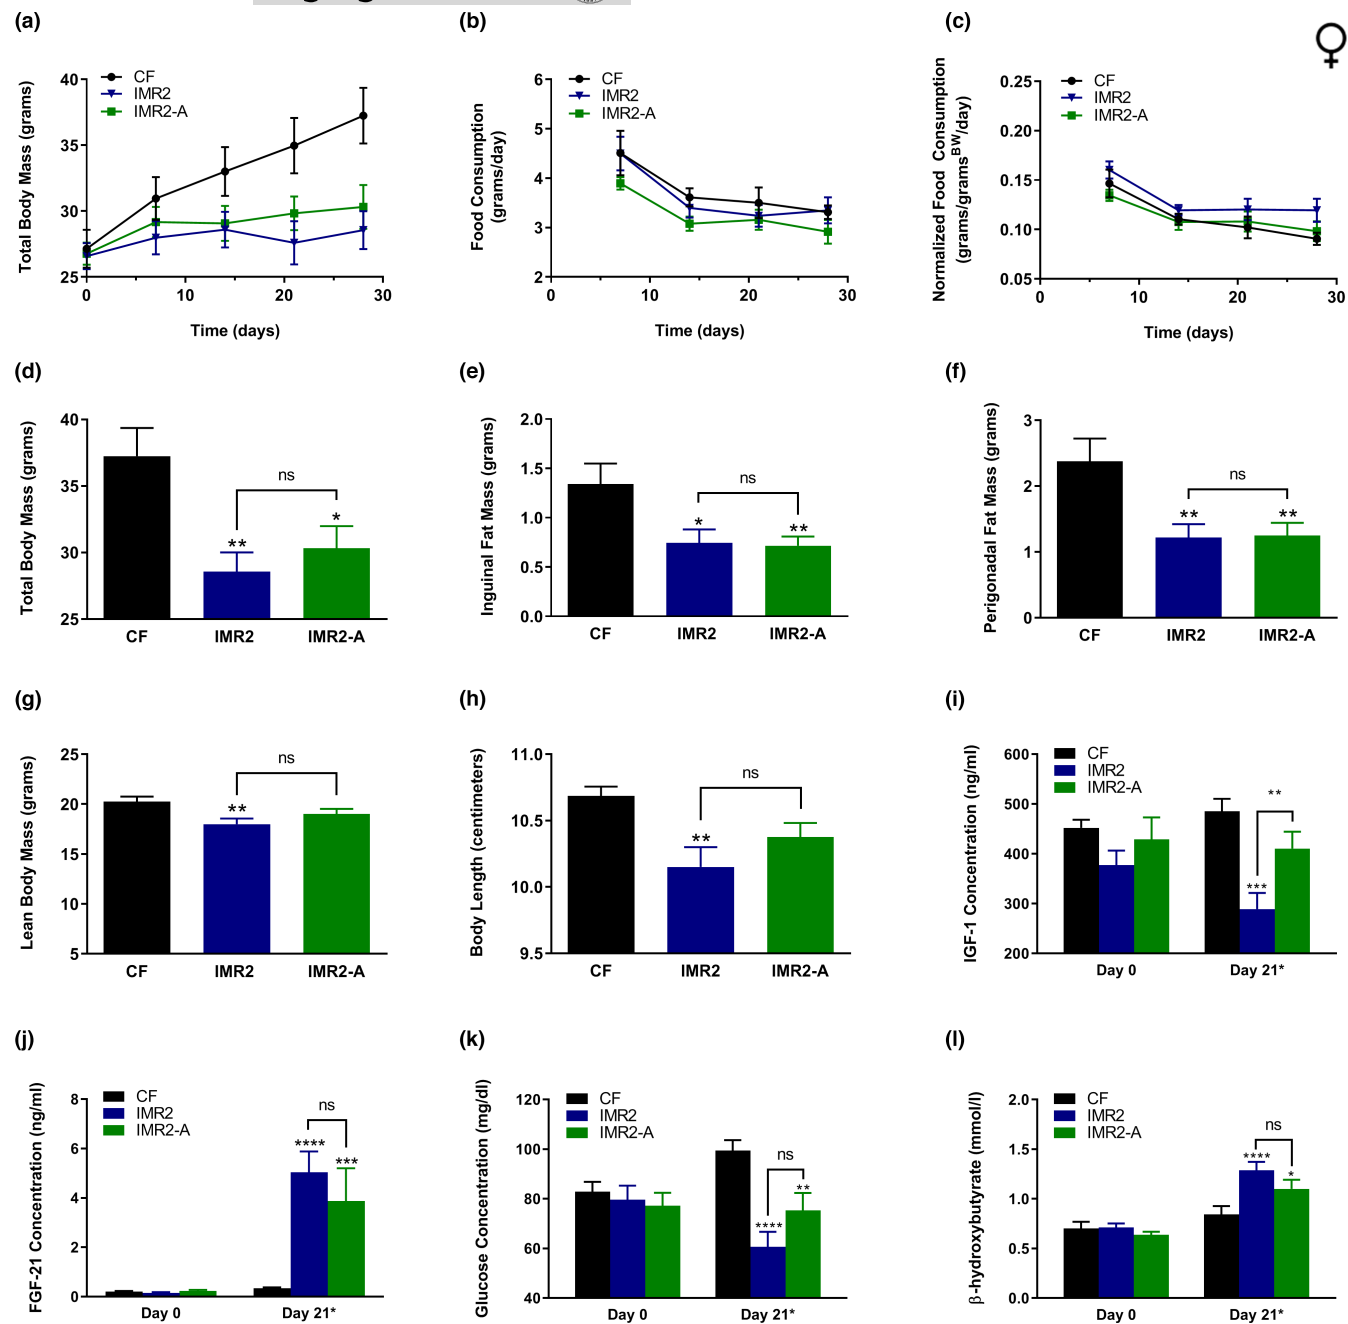 (a)
Total Body Mass (grams)
40
35
30
25
0
10
20
30
Time (days)
CF
IMR2
IMR2-A
(b)
Food Consumption
(grams/day)
6
5
4
3
2
0
10
20
30
Time (days)
CF
IMR2
IMR2-A
(c)
Normalized Food Consumption
(grams/gramsBW/day)
0.25
0.20
0.15
0.10
0.05
0
10
20
30
Time (days)
CF
IMR2
IMR2-A
♀
(d)
Total Body Mass (grams)
40
35
30
25
ns
**
*
CF
IMR2
IMR2-A
(e)
Inguinal Fat Mass (grams)
2.0
1.5
1.0
0.5
0.0
ns
*
**
CF
IMR2
IMR2-A
(f)
Perigonadal Fat Mass (grams)
3
2
1
0
ns
**
**
CF
IMR2
IMR2-A
(g)
Lean Body Mass (grams)
25
20
15
10
5
ns
**
CF
IMR2
IMR2-A
(h)
Body Length (centimeters)
11.0
10.5
10.0
9.5
ns
**
CF
IMR2
IMR2-A
(i)
IGF-1 Concentration (ng/ml)
600
500
400
300
200
CF
IMR2
IMR2-A
**
***
Day 0
Day 21*
(j)
FGF-21 Concentration (ng/ml)
8
6
4
2
0
CF
IMR2
IMR2-A
ns
****
***
Day 0
Day 21*
(k)
Glucose Concentration (mg/dl)
120
100
80
60
40
CF
IMR2
IMR2-A
ns
**
****
Day 0
Day 21*
(l)
β-hydroxybutyrate (mmol/l)
2.0
1.5
1.0
0.5
0.0
CF
IMR2
IMR2-A
ns
****
*
Day 0
Day 21*